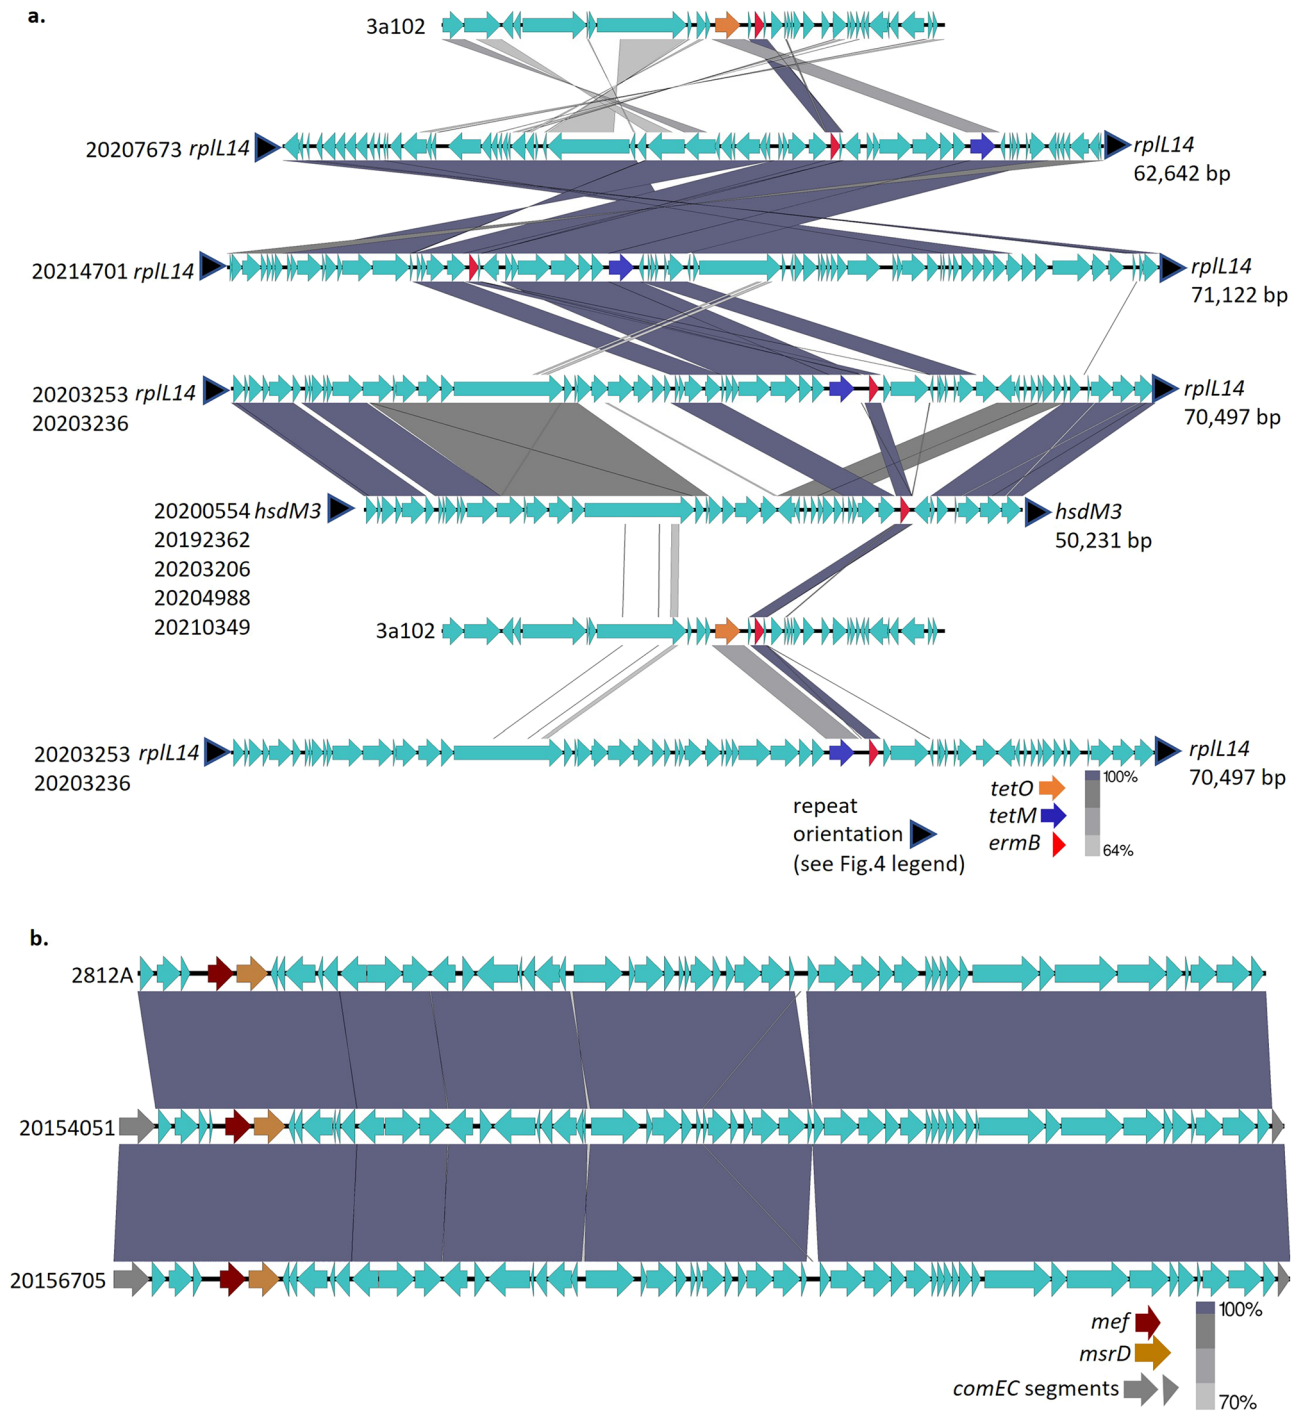 a.
3a102
20207673 rplL14
rplL14
62,642 bp
20214701 rplL14
rplL14
71,122 bp
20203253 rplL14
20203236
rplL14
70,497 bp
20200554 hsdM3
20192362
20203206
20204988
20210349
hsdM3
50,231 bp
3a102
20203253 rplL14
20203236
rplL14
70,497 bp
repeat
orientation
(see Fig.4 legend)
tetO
tetM
ermB
100%
64%
b.
2812A
20154051
20156705
mef
msrD
comEC segments
100%
70%